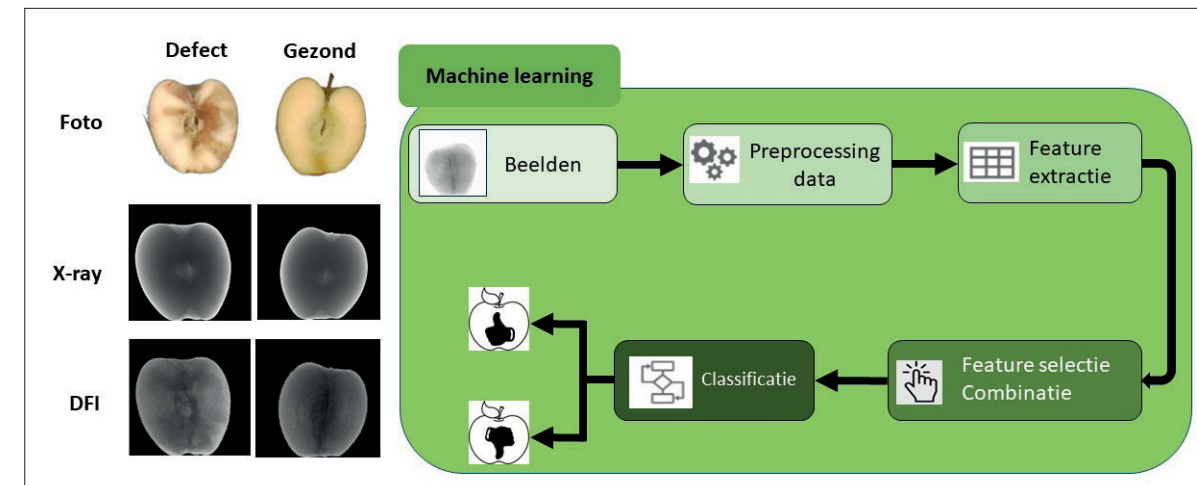 Defect Gezond
Foto
X-ray
DFI
Machine learning
Beelden
Preprocessing
data
Feature
extractie
Feature selectie
Combinatie
Classificatie